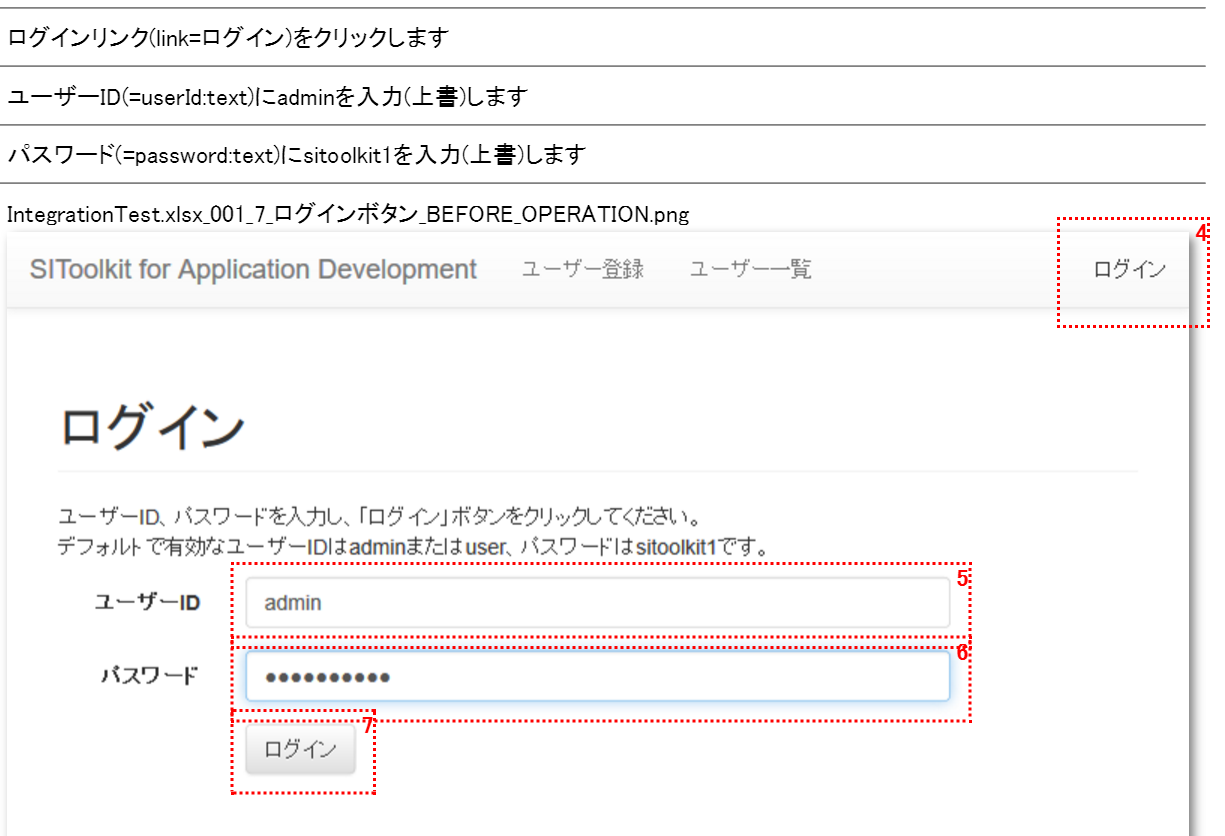 ログインリンク(link=ログイン)をクリックします
ユーザーID(=userId:text)にadminを入力(上書)します
パスワード(=password:text)にsitoolkit1を入力(上書)します
IntegrationTest.xlsx_001_7_ログインボタン_BEFORE_OPERATION.png
4
SIToolkit for Application Development ユーザー登録 ユーザー一覧 ログイン
ログイン
ユーザーID、パスワードを入力し、「ログイン」ボタンをクリックしてください。
デフォルトで有効なユーザーIDはadminまたはuser、パスワードはsitoolkit1です。
5
ユーザーID admin
6
パスワード ●●●●●●●●●●
7
ログイン